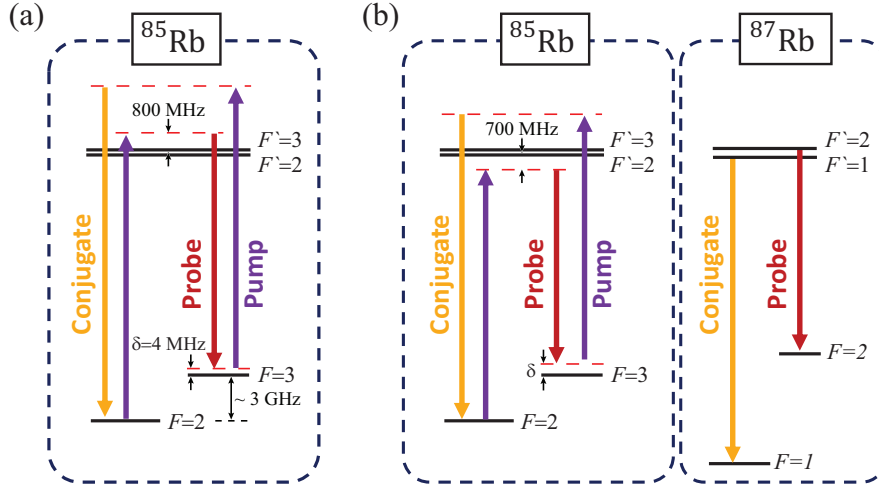 (a)
⁸⁵Rb
800 MHz
F`=3
F`=2
Conjugate
Probe
Pump
δ=4 MHz
F=3
~ 3 GHz
F=2
(b)
⁸⁵Rb
700 MHz
F`=3
F`=2
Conjugate
Probe
Pump
δ
F=3
F=2
⁸⁷Rb
F`=2
F`=1
Conjugate
Probe
F=2
F=1